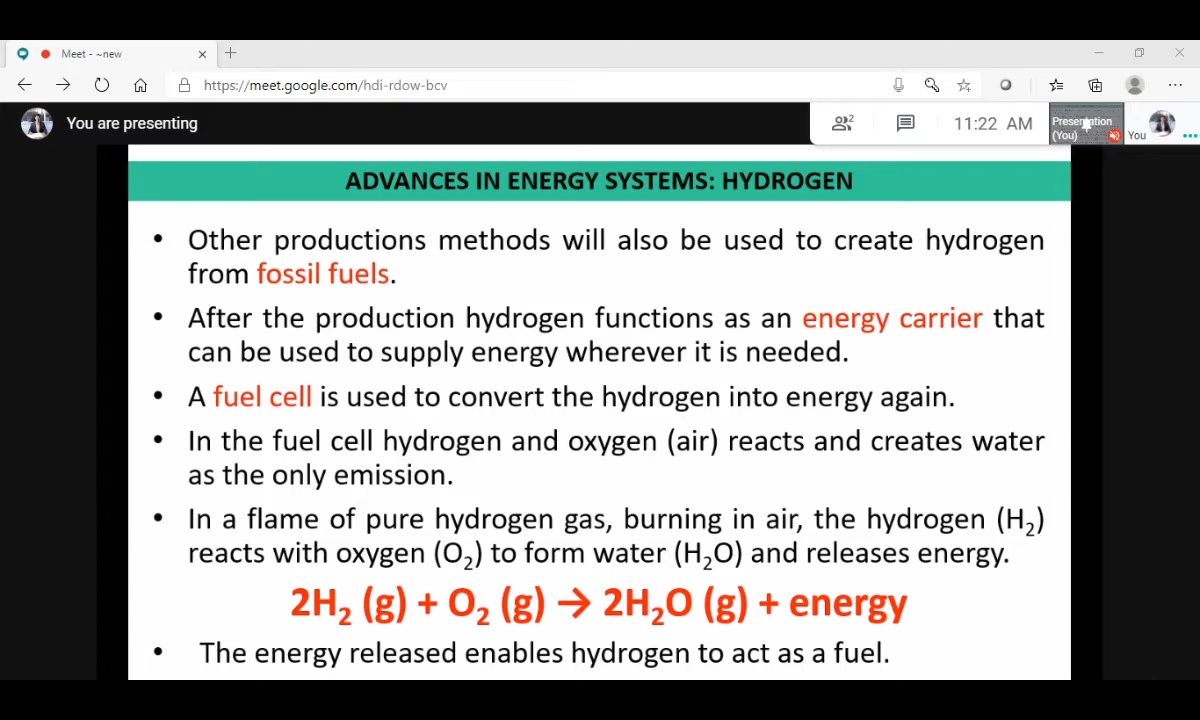 Meet - ~new
https://meet.google.com/hdi-rdow-bcv
You are presenting
2
11:22 AM
Presentation
(You)
You
ADVANCES IN ENERGY SYSTEMS: HYDROGEN
• Other productions methods will also be used to create hydrogen
from fossil fuels.
• After the production hydrogen functions as an energy carrier that
can be used to supply energy wherever it is needed.
• A fuel cell is used to convert the hydrogen into energy again.
• In the fuel cell hydrogen and oxygen (air) reacts and creates water
as the only emission.
• In a flame of pure hydrogen gas, burning in air, the hydrogen (H₂)
reacts with oxygen (O₂) to form water (H₂O) and releases energy.
2H₂ (g) + O₂ (g) → 2H₂O (g) + energy
• The energy released enables hydrogen to act as a fuel.